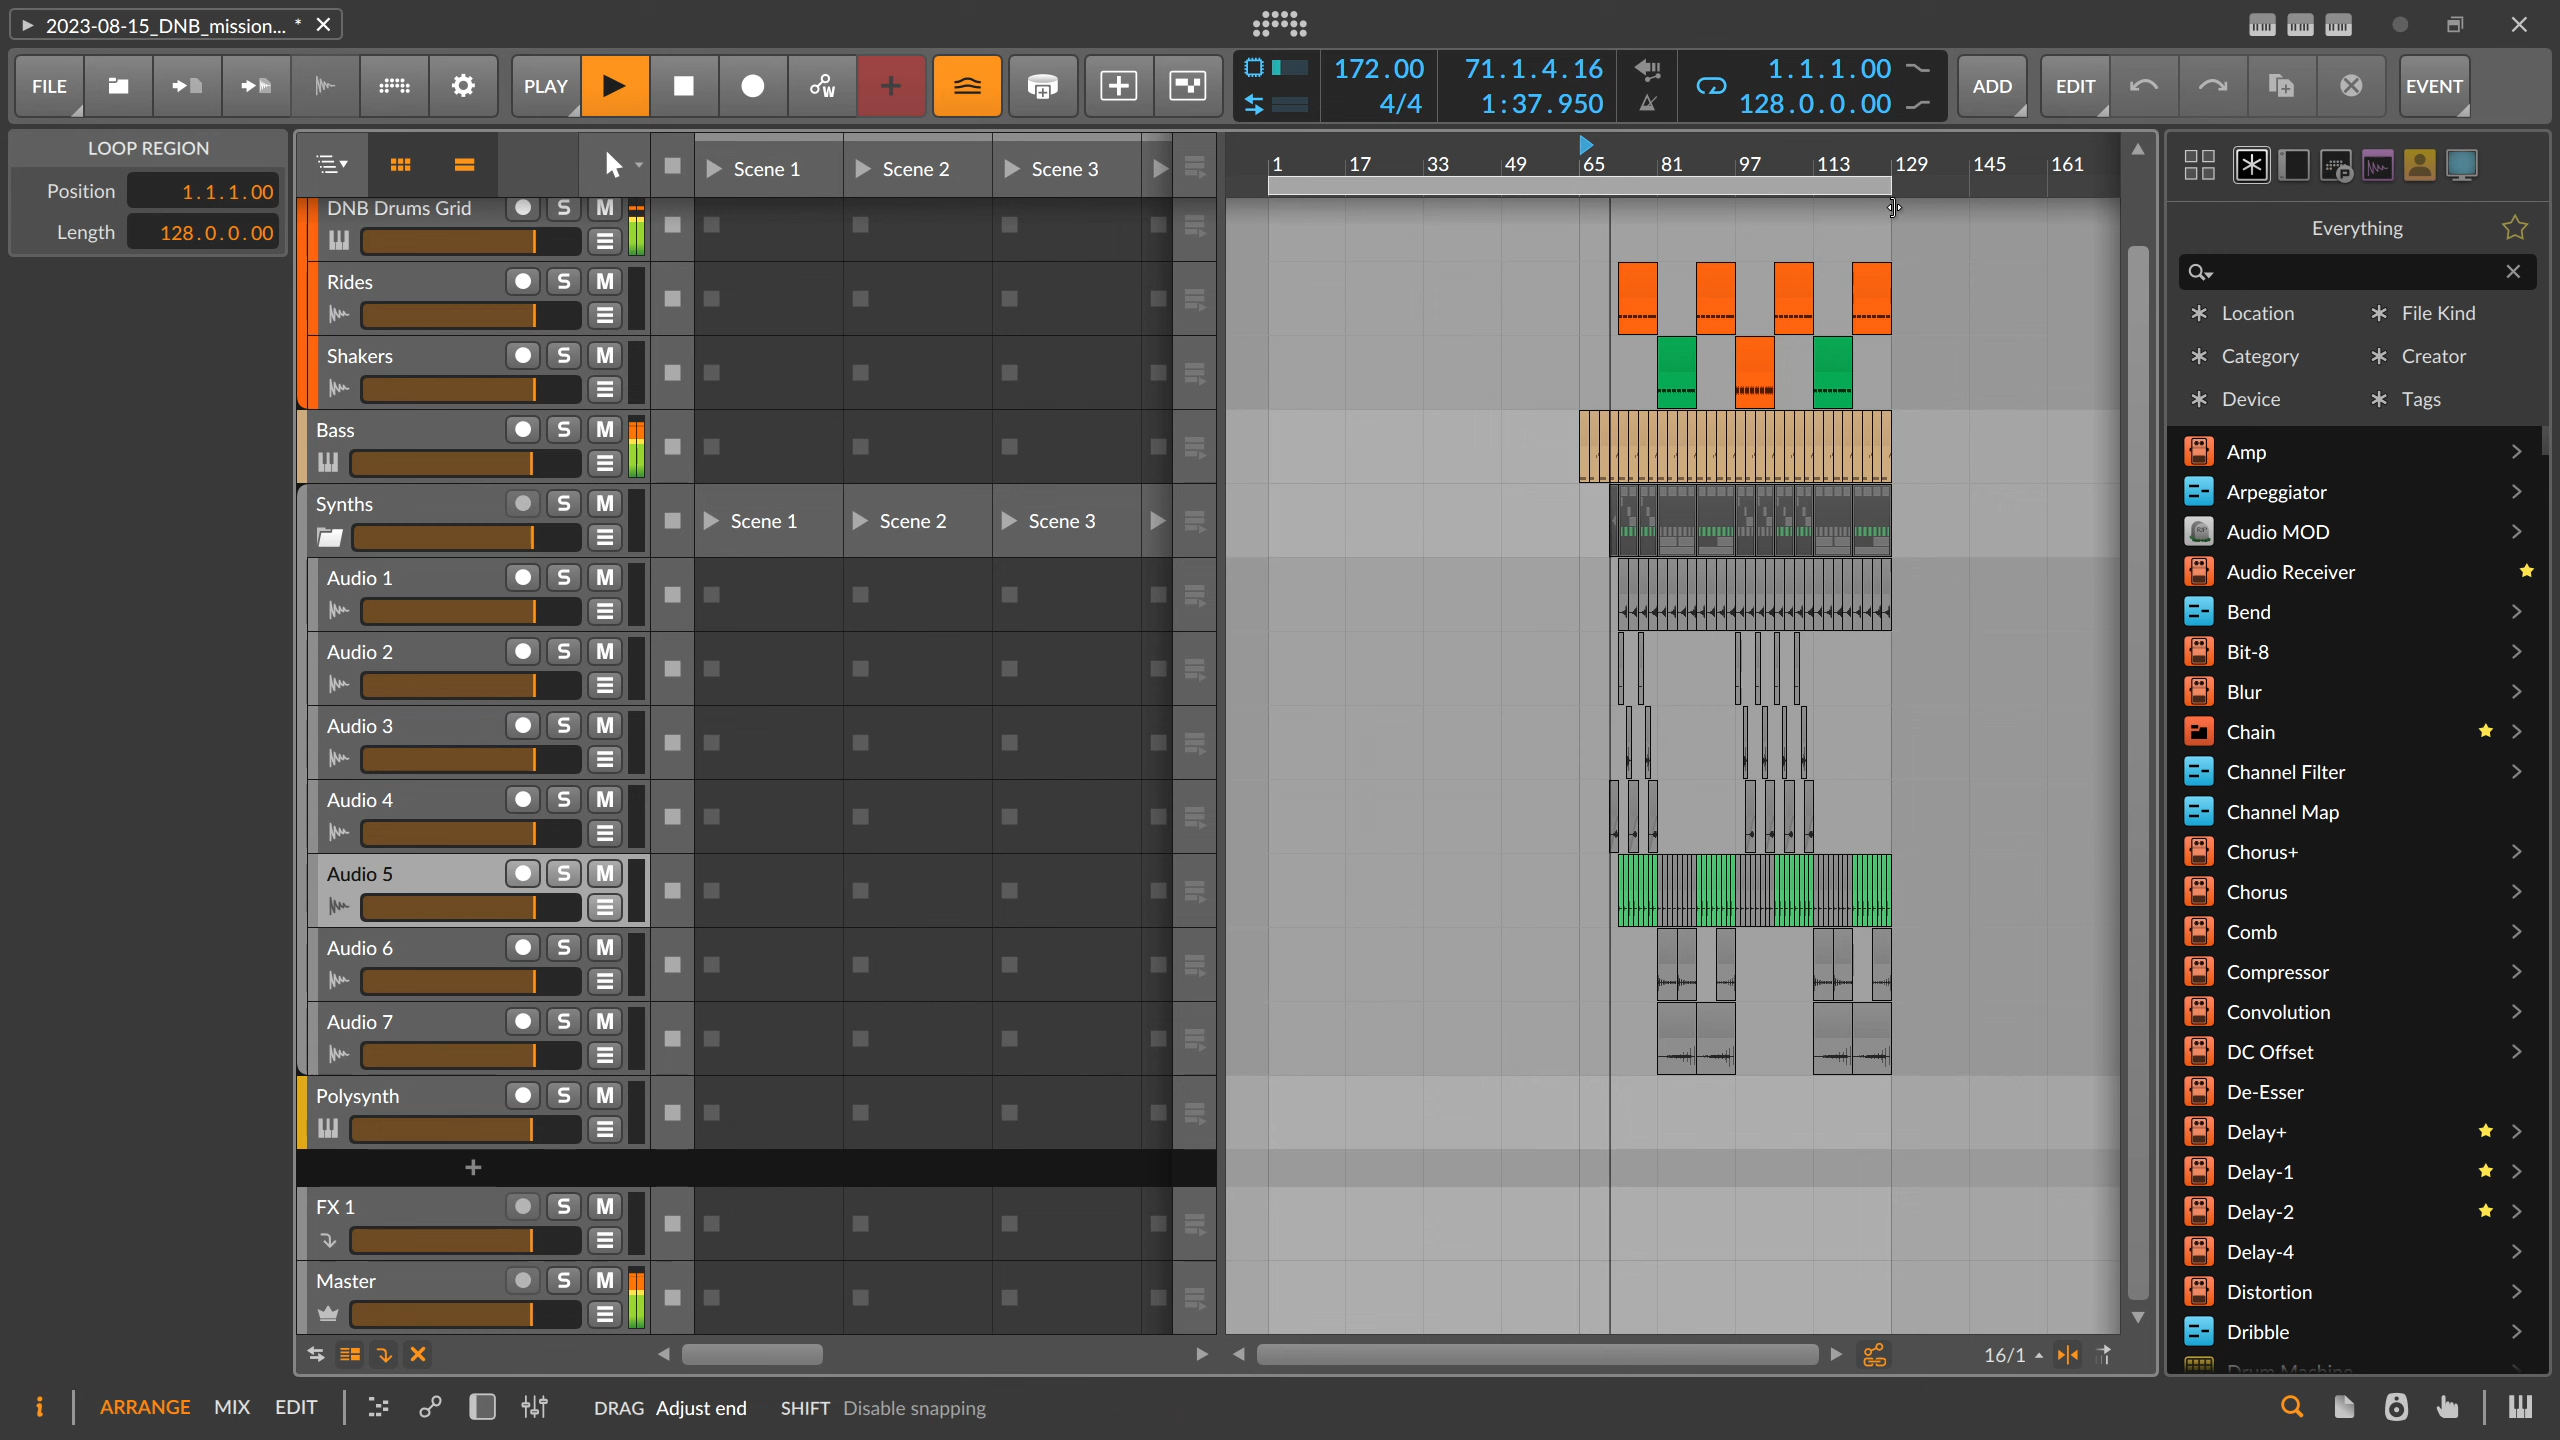 2023-08-15_DNB_mission... *
FILE PLAY W 172.00 4/4 71.1.4.16 1:37.950 1.1.1.00 128.0.0.00 ADD EDIT EVENT
LOOP REGION
Position 1.1.1.00
Length 128.0.0.00
Scene 1 Scene 2 Scene 3
1 17 33 49 65 81 97 113 129 145 161
DNB Drums Grid S M
Rides S M
Shakers S M
Bass S M
Synths S M Scene 1 Scene 2 Scene 3
Audio 1 S M
Audio 2 S M
Audio 3 S M
Audio 4 S M
Audio 5 S M
Audio 6 S M
Audio 7 S M
Polysynth S M
+
FX 1 S M
Master S M
16/1
Everything
Location File Kind
Category Creator
Device Tags
Amp
Arpeggiator
Audio MOD
Audio Receiver
Bend
Bit-8
Blur
Chain
Channel Filter
Channel Map
Chorus+
Chorus
Comb
Compressor
Convolution
DC Offset
De-Esser
Delay+
Delay-1
Delay-2
Delay-4
Distortion
Dribble
Drum Machine
i ARRANGE MIX EDIT DRAG Adjust end SHIFT Disable snapping